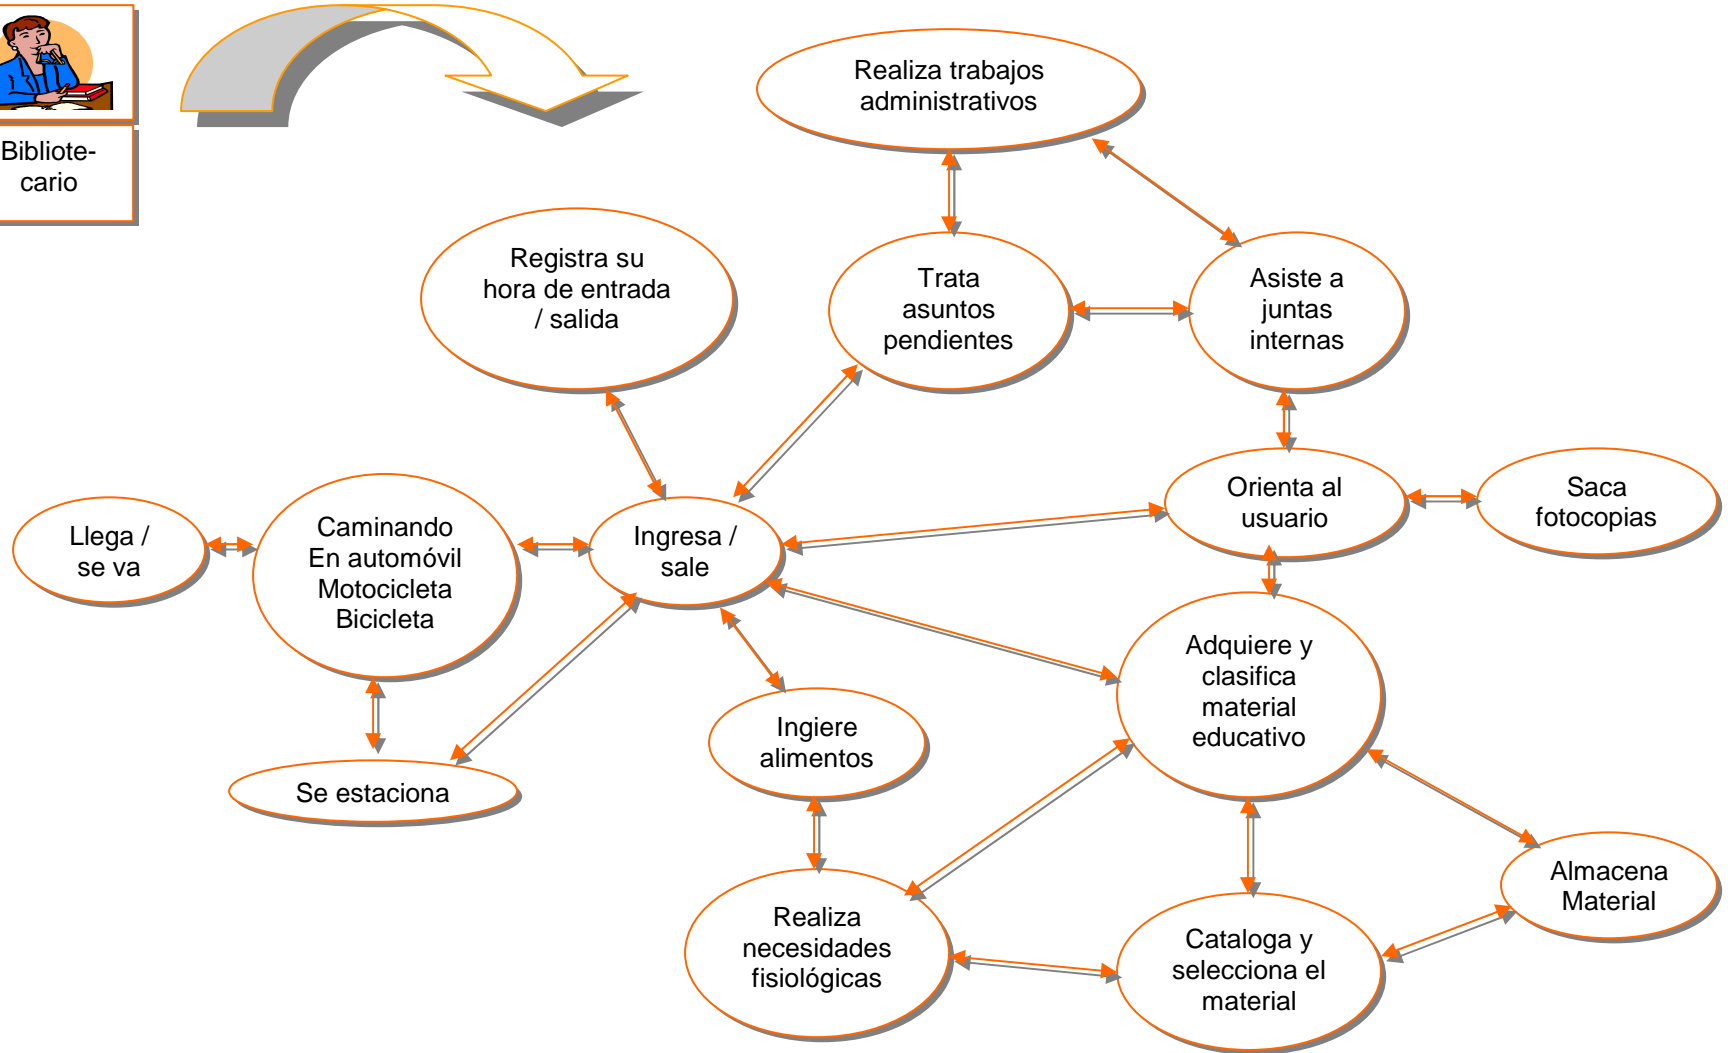 Bibliote-
cario
Realiza trabajos
administrativos
Registra su
hora de entrada
/ salida
Trata
asuntos
pendientes
Asiste a
juntas
internas
Llega /
se va
Caminando
En automóvil
Motocicleta
Bicicleta
Ingresa /
sale
Orienta al
usuario
Saca
fotocopias
Se estaciona
Ingiere
alimentos
Adquiere y
clasifica
material
educativo
Realiza
necesidades
fisiológicas
Cataloga y
selecciona el
material
Almacena
Material